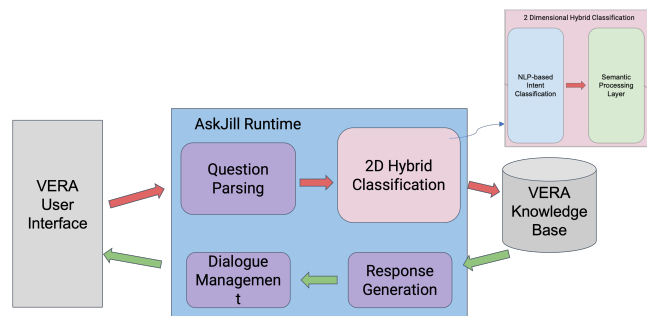 2 Dimensional Hybrid Classification
NLP-based
Intent
Classification
Semantic
Processing
Layer
AskJill Runtime
VERA
User
Interface
Question
Parsing
2D Hybrid
Classification
VERA
Knowledge
Base
Dialogue
Managemen
t
Response
Generation